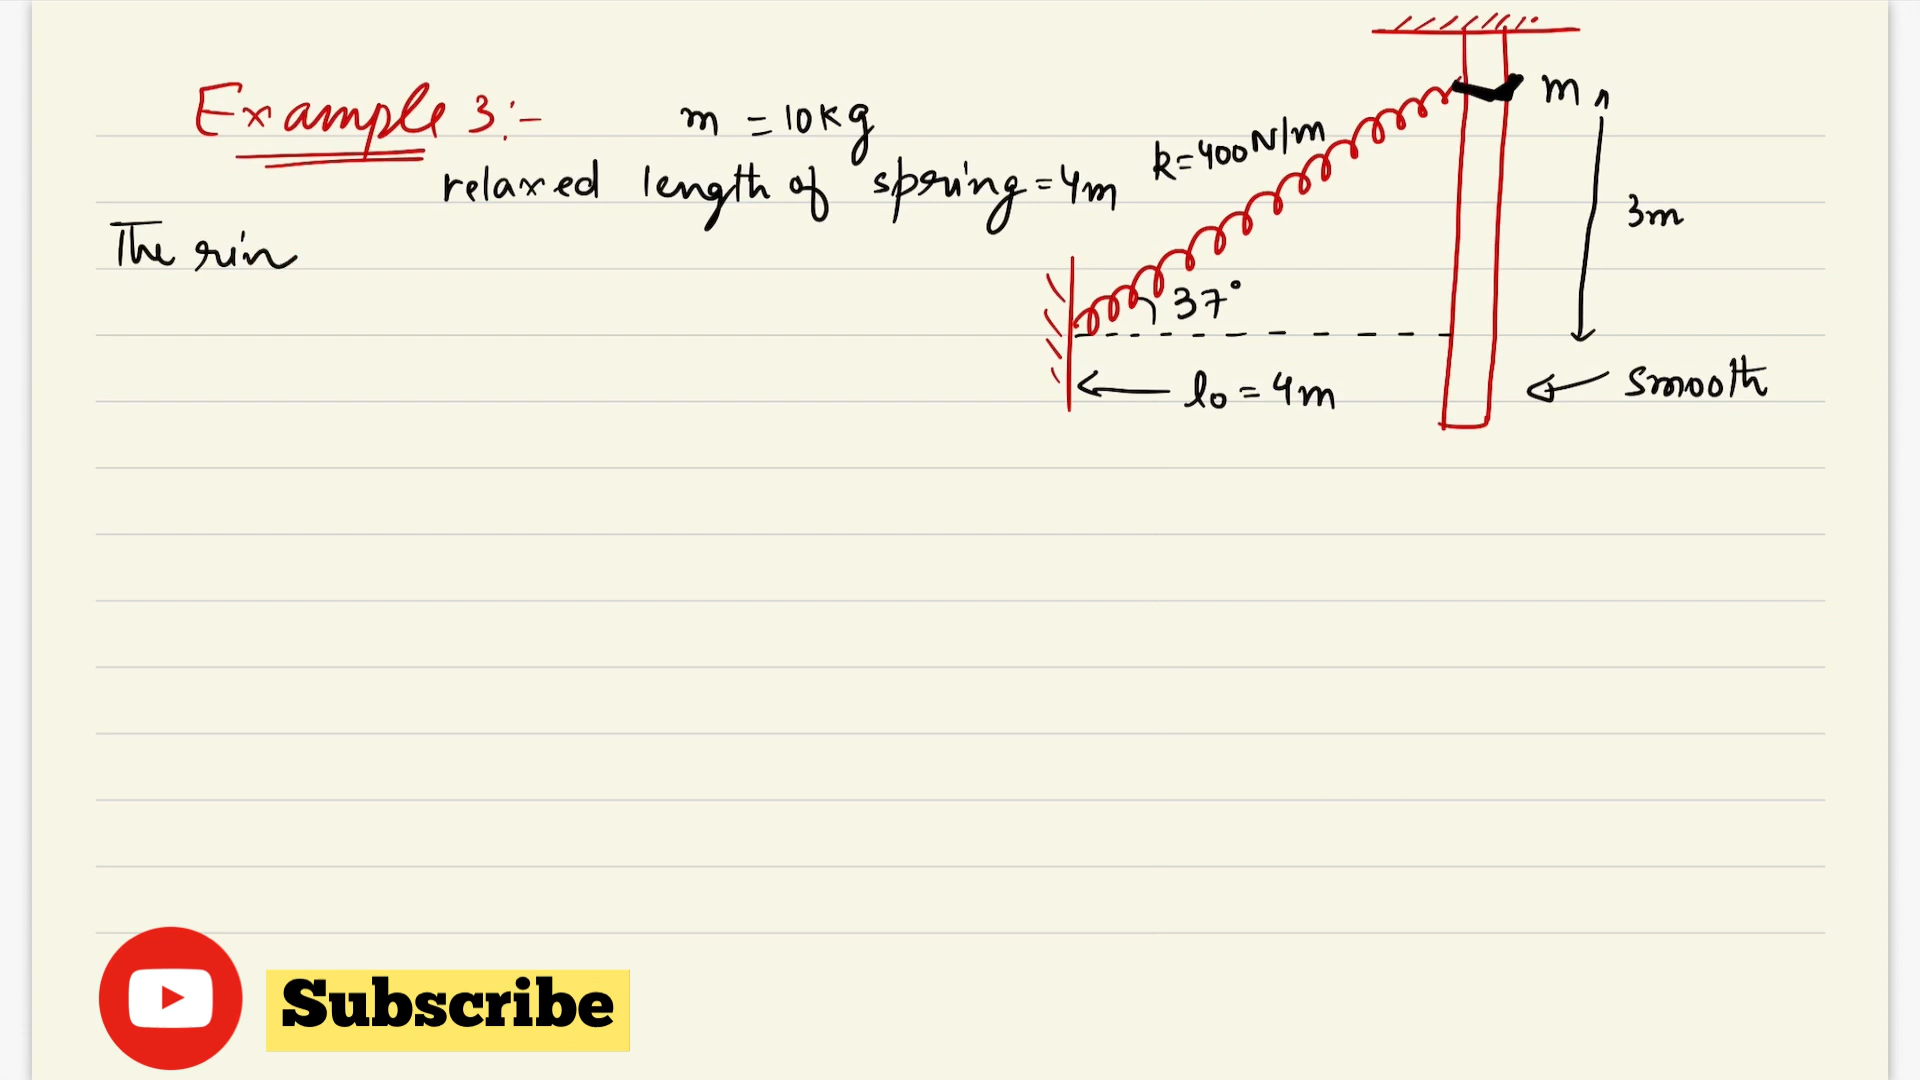 Example 3:-
m = 10kg
relaxed length of spring = 4m
The rin
k=400N/m
m
3m
37°
l₀ = 4m
smooth
Subscribe